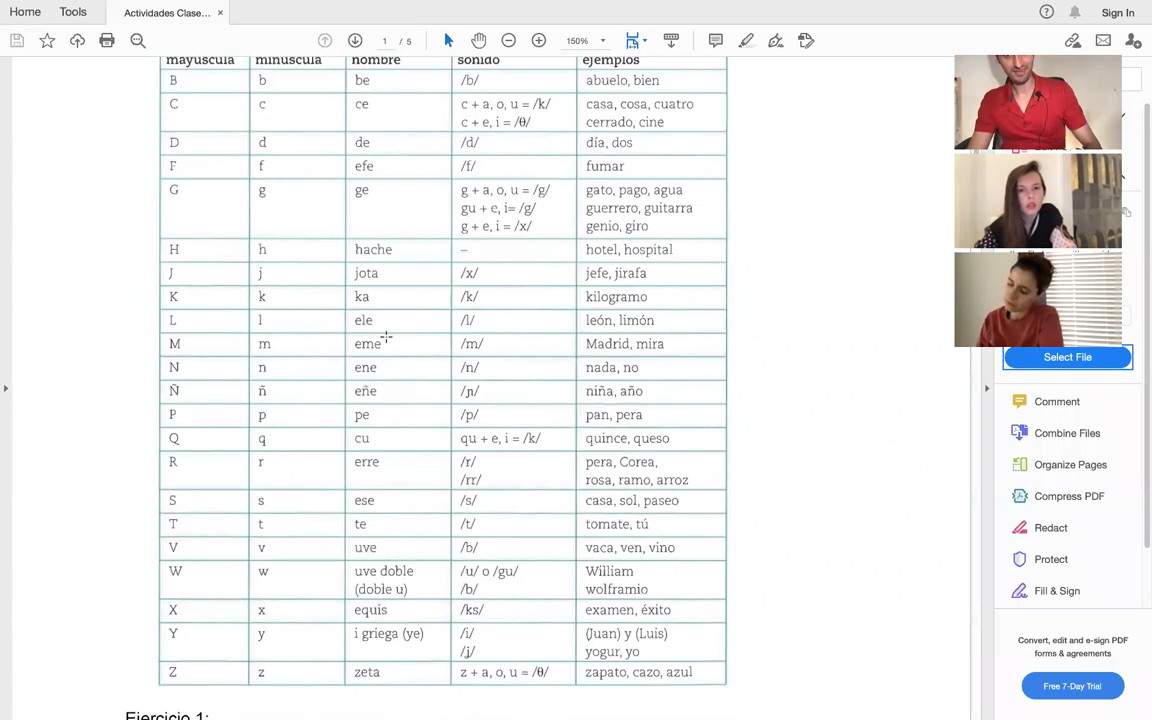 Home Tools Actividades Clase... × Sign In
1 / 5 150%
mayúscula minúscula nombre sonido ejemplos
B b be /b/ abuelo, bien
C c ce c + a, o, u = /k/ casa, cosa, cuatro
c + e, i = /θ/ cerrado, cine
D d de /d/ día, dos
F f efe /f/ fumar
G g ge g + a, o, u = /g/ gato, pago, agua
gu + e, i= /g/ guerrero, guitarra
g + e, i = /x/ genio, giro
H h hache – hotel, hospital
J j jota /x/ jefe, jirafa
K k ka /k/ kilogramo
L l ele /l/ león, limón
M m eme /m/ Madrid, mira
N n ene /n/ nada, no
Ñ ñ eñe /ɲ/ niña, año
P p pe /p/ pan, pera
Q q cu qu + e, i = /k/ quince, queso
R r erre /r/ pera, Corea,
/rr/ rosa, ramo, arroz
S s ese /s/ casa, sol, paseo
T t te /t/ tomate, tú
V v uve /b/ vaca, ven, vino
W w uve doble /u/ o /gu/ William
(doble u) /b/ wolframio
X x equis /ks/ examen, éxito
Y y i griega (ye) /i/ (Juan) y (Luis)
/ʝ/ yogur, yo
Z z zeta z + a, o, u = /θ/ zapato, cazo, azul
Ejercicio 1:
Select File
Comment
Combine Files
Organize Pages
Compress PDF
Redact
Protect
Fill & Sign
Convert, edit and e-sign PDF
forms & agreements
Free 7-Day Trial